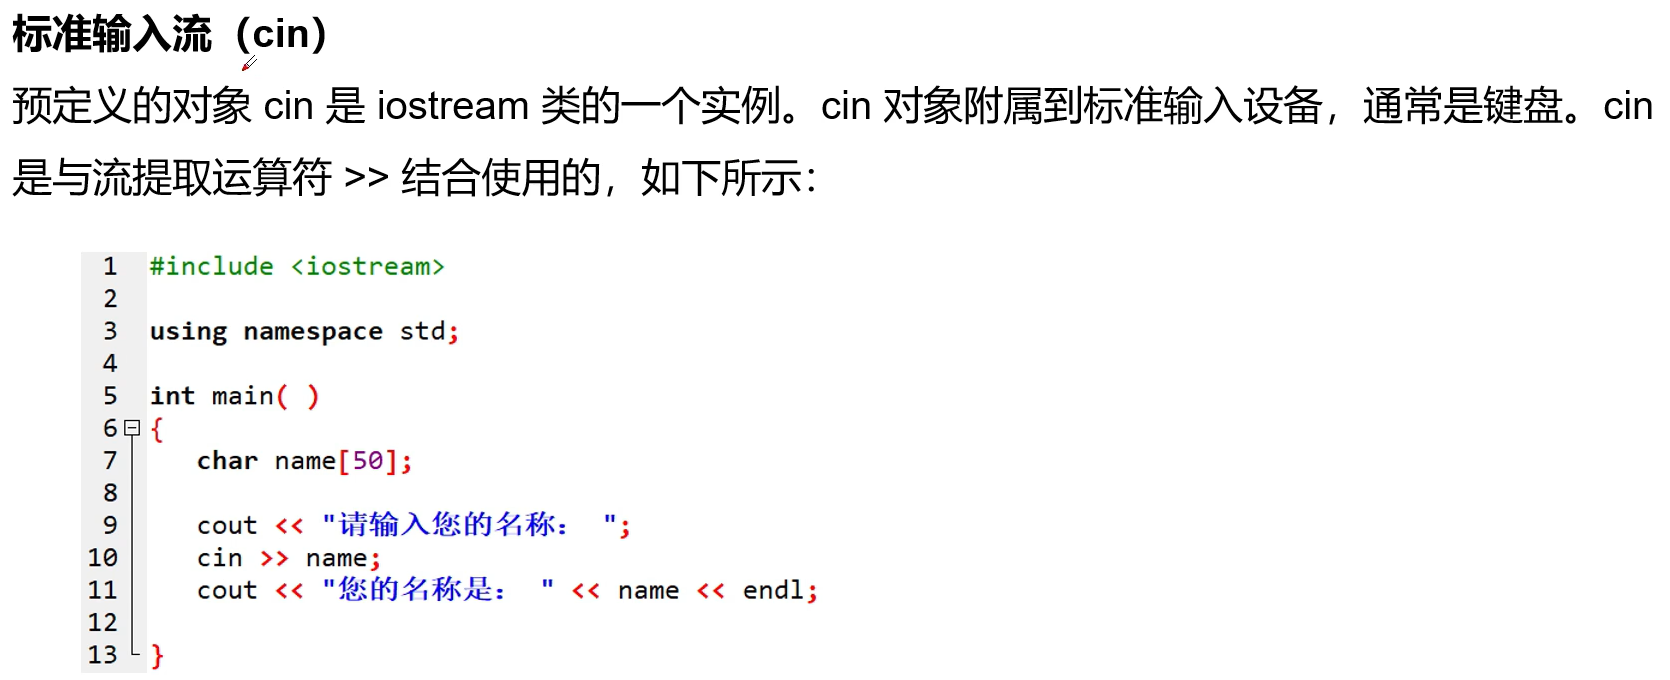 标准输入流（cin）
预定义的对象 cin 是 iostream 类的一个实例。cin 对象附属到标准输入设备，通常是键盘。cin
是与流提取运算符 >> 结合使用的，如下所示：
1 #include <iostream>
2
3 using namespace std;
4
5 int main( )
6 {
7    char name[50];
8
9    cout << "请输入您的名称： ";
10    cin >> name;
11    cout << "您的名称是： " << name << endl;
12
13 }